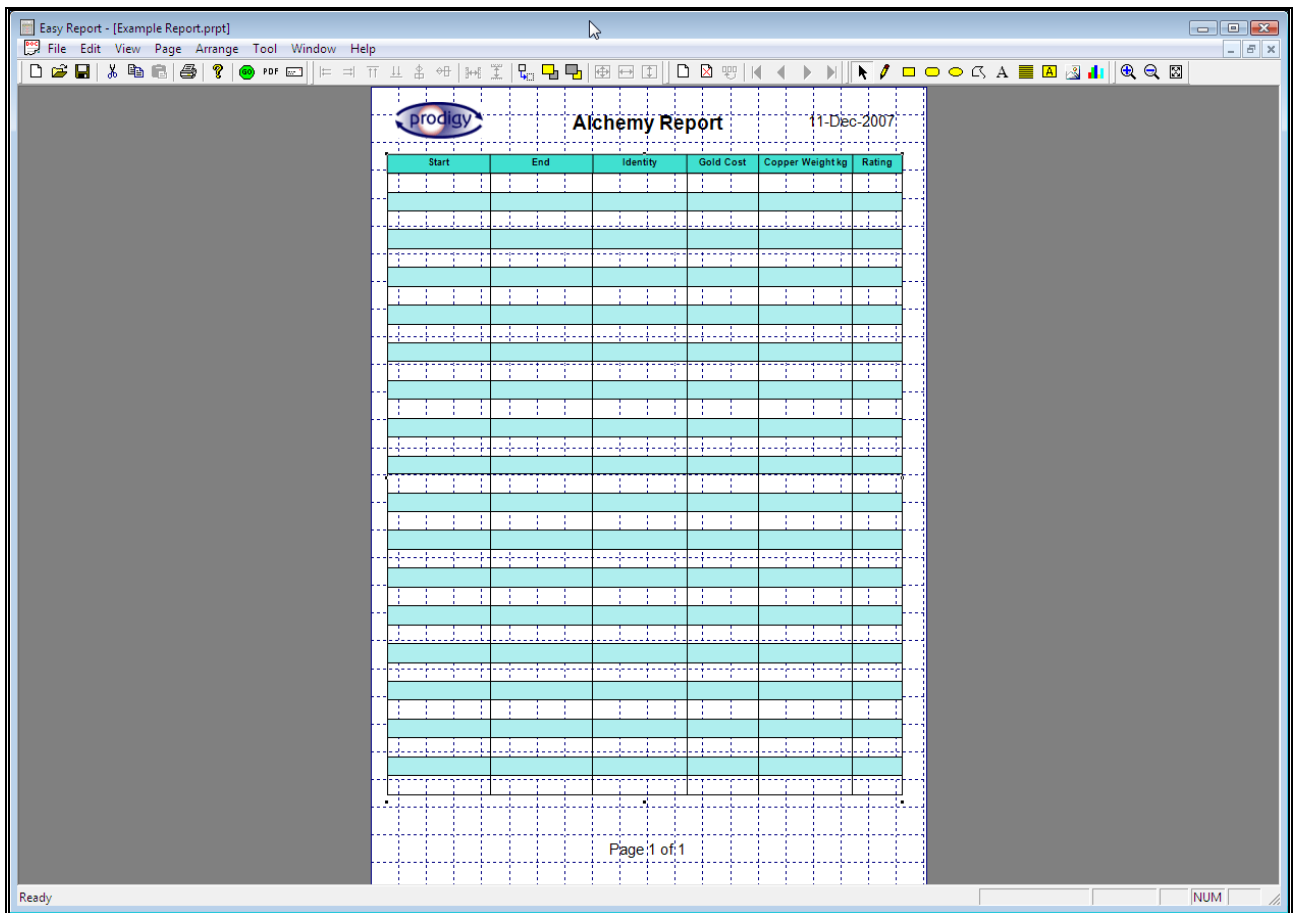 Easy Report - [Example Report.prpt]
File Edit View Page Arrange Tool Window Help
GO PDF A A
prodigy
Alchemy Report
11-Dec-2007
Start End Identity Gold Cost Copper Weight kg Rating
Page 1 of 1
Ready
NUM